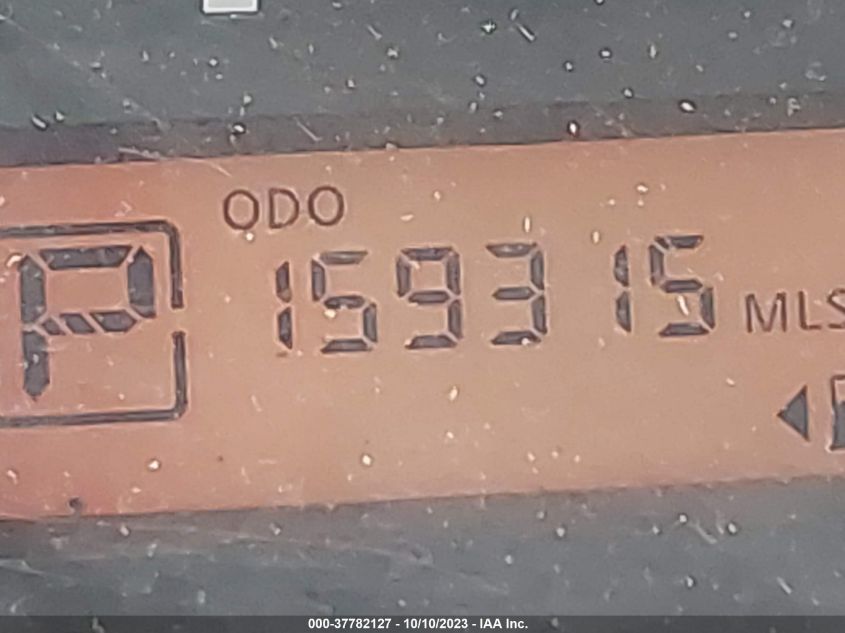 ODO
P 159315 MLS
000-37782127 - 10/10/2023 - IAA Inc.